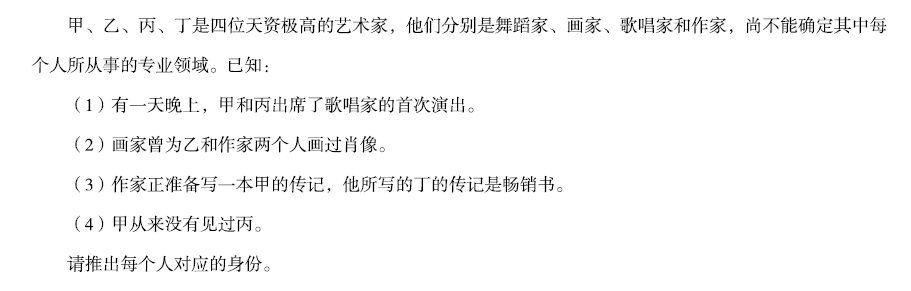 甲、乙、丙、丁是四位天资极高的艺术家，他们分别是舞蹈家、画家、歌唱家和作家，尚不能确定其中每
个人所从事的专业领域。已知：
（1）有一天晚上，甲和丙出席了歌唱家的首次演出。
（2）画家曾为乙和作家两个人画过肖像。
（3）作家正准备写一本甲的传记，他所写的丁的传记是畅销书。
（4）甲从来没有见过丙。
请推出每个人对应的身份。